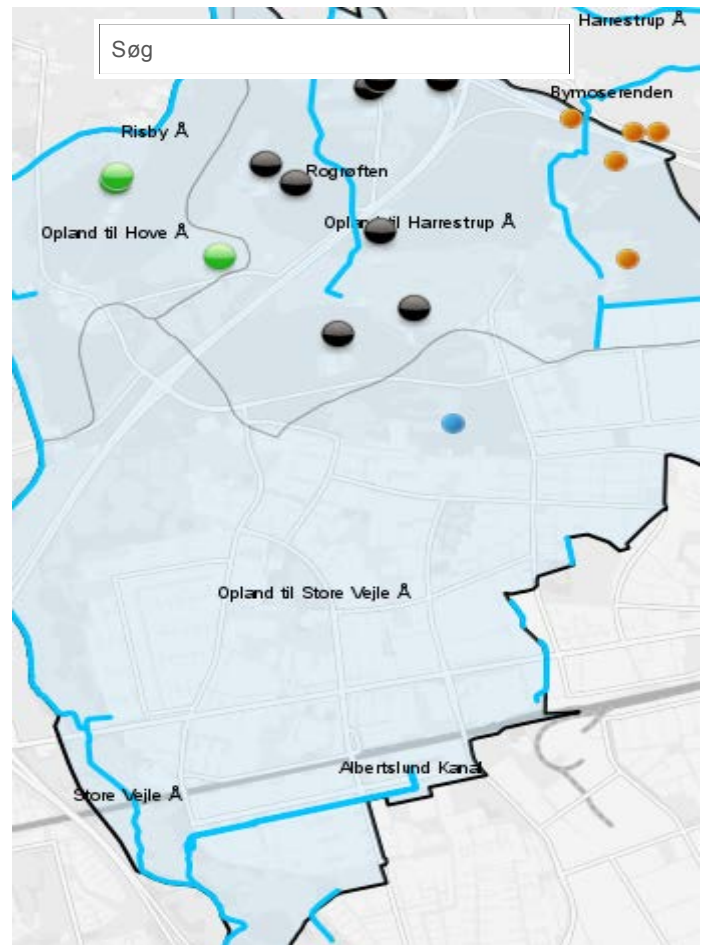 Harrestrup Å
Søg
Bymoserenden
Risby Å
Rogrøften
Opland til Harrestrup Å
Opland til Hove Å
Opland til Store Vejle Å
Albertslund Kanal
Store Vejle Å